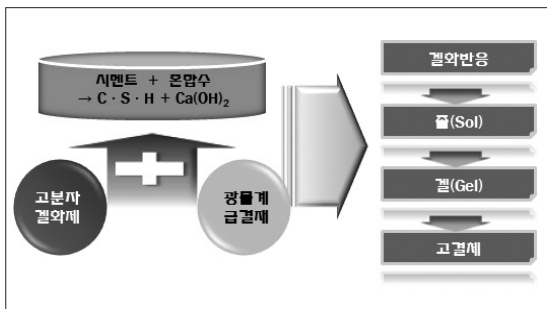 시멘트 + 혼합수
→ C · S · H + Ca(OH)₂
고분자
겔화제
광물계
급결재
겔화반응
졸(Sol)
겔(Gel)
고결체